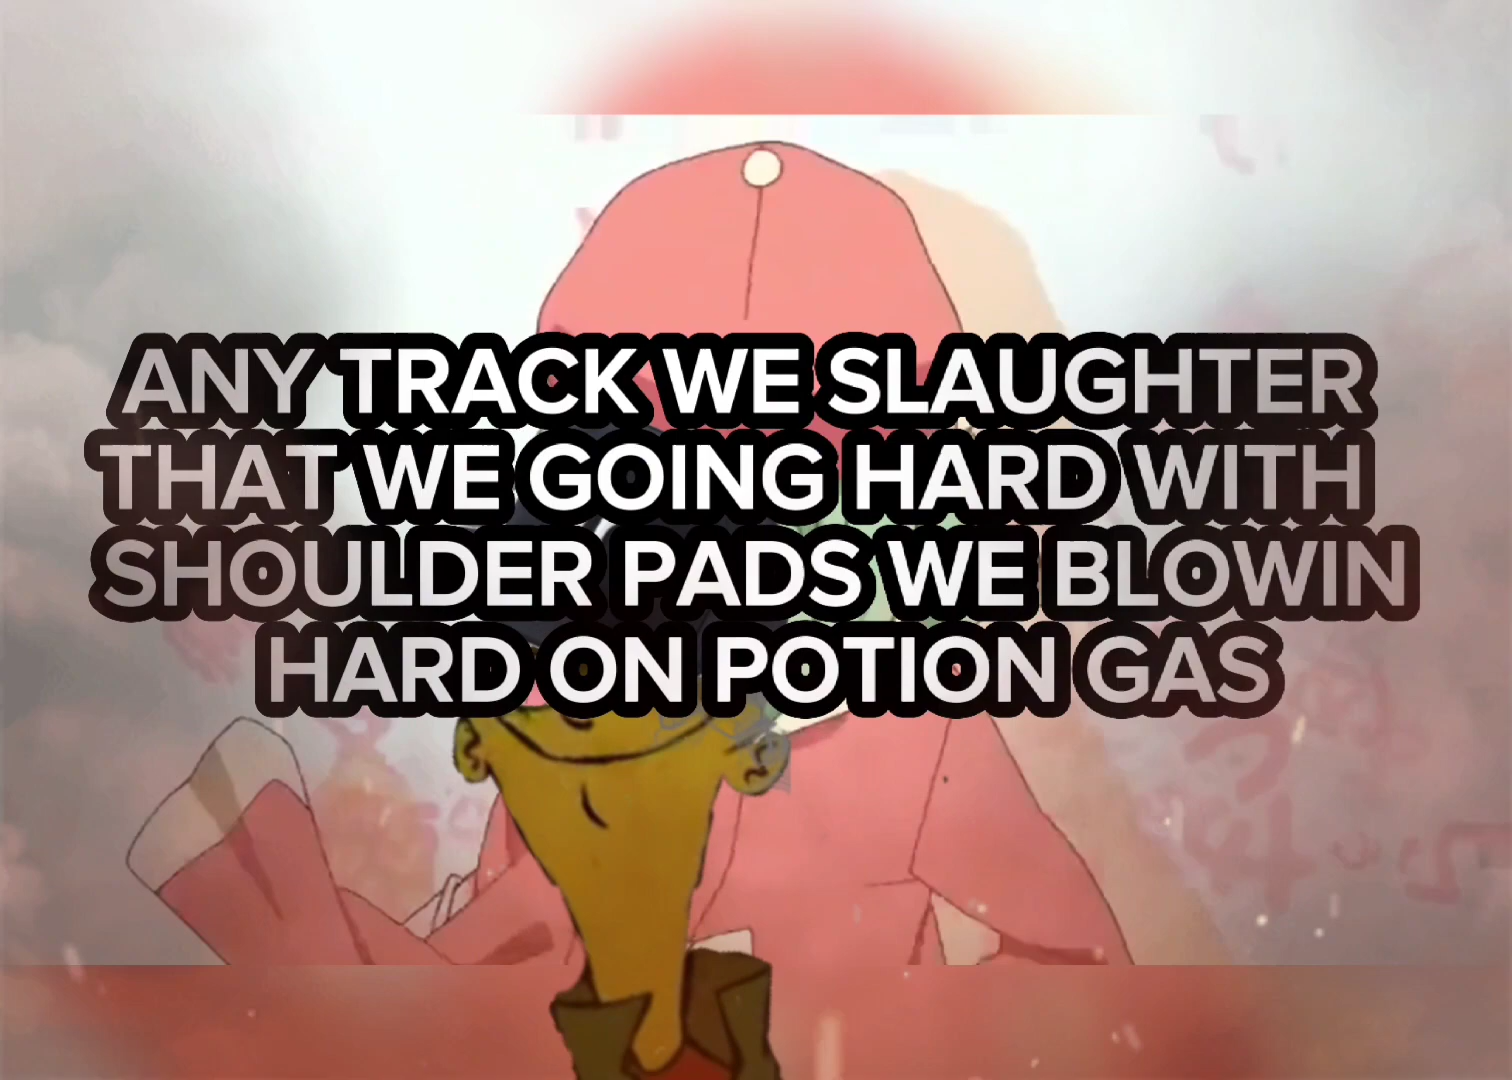 ANY TRACK WE SLAUGHTER
THAT WE GOING HARD WITH
SHOULDER PADS WE BLOWIN
HARD ON POTION GAS